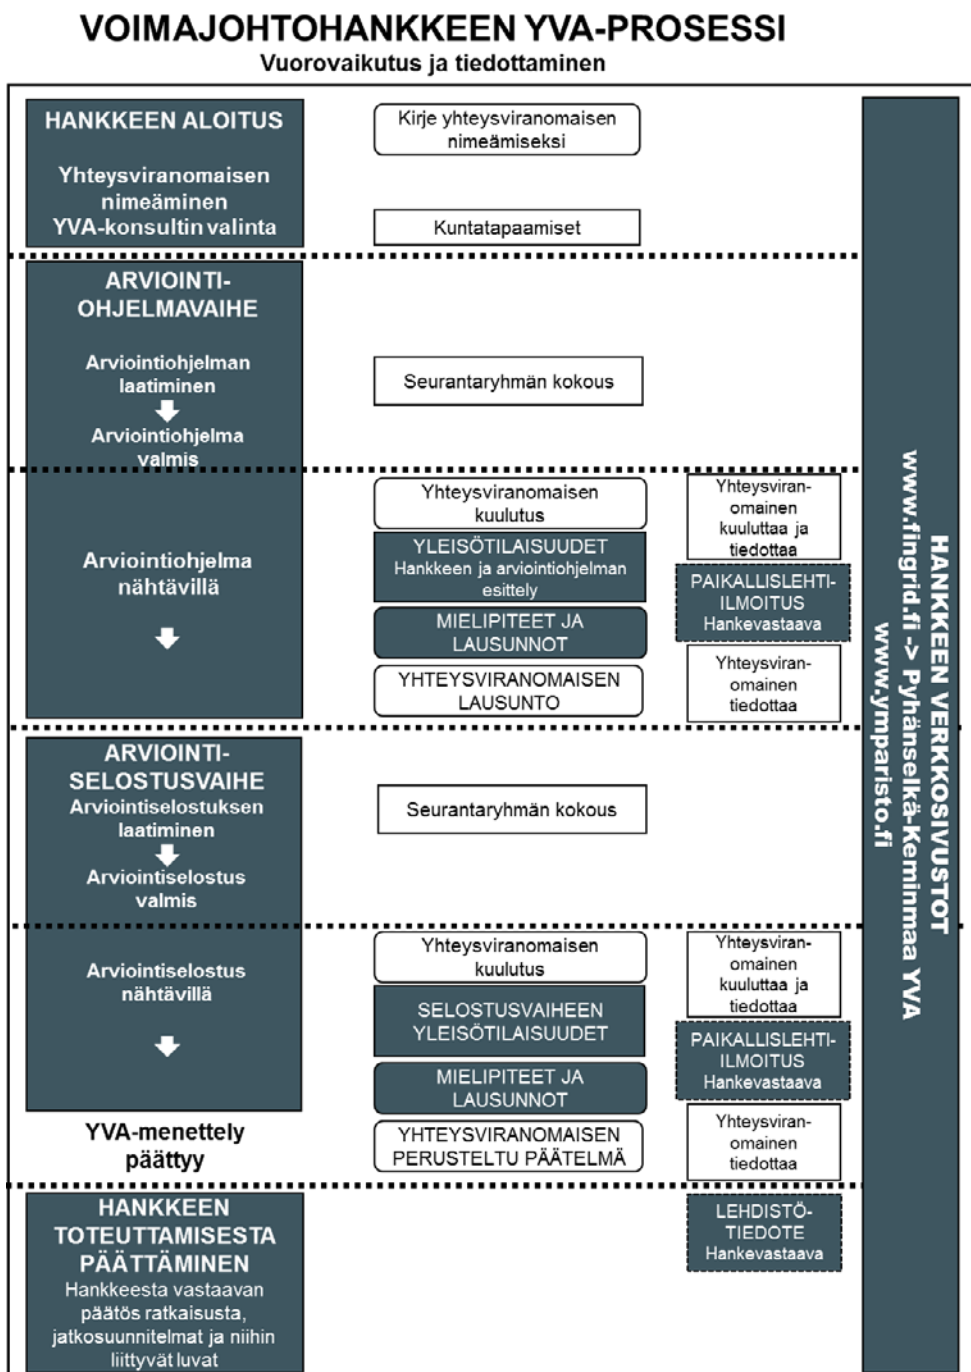 VOIMAJOHTOHANKKEEN YVA-PROSESSI
Vuorovaikutus ja tiedottaminen
HANKKEEN ALOITUS
Yhteysviranomaisen
nimeäminen
YVA-konsultin valinta
Kirje yhteysviranomaisen
nimeämiseksi
Kuntatapaamiset
ARVIOINTI-
OHJELMAVAIHE
Arviointiohjelman
laatiminen
Arviointiohjelma
valmis
Seurantaryhmän kokous
Arviointiohjelma
nähtävillä
Yhteysviranomaisen
kuulutus
YLEISÖTILAISUUDET
Hankkeen ja arviointiohjelman
esittely
MIELIPITEET JA
LAUSUNNOT
YHTEYSVIRANOMAISEN
LAUSUNTO
Yhteysviran-
omainen
kuuluttaa ja
tiedottaa
PAIKALLISLEHTI-
ILMOITUS
Hankevastaava
Yhteysviran-
omainen
tiedottaa
ARVIOINTI-
SELOSTUSVAIHE
Arviointiselostuksen
laatiminen
Arviointiselostus
valmis
Seurantaryhmän kokous
Arviointiselostus
nähtävillä
Yhteysviranomaisen
kuulutus
SELOSTUSVAIHEEN
YLEISÖTILAISUUDET
MIELIPITEET JA
LAUSUNNOT
YHTEYSVIRANOMAISEN
PERUSTELTU PÄÄTELMÄ
Yhteysviran-
omainen
kuuluttaa ja
tiedottaa
PAIKALLISLEHTI-
ILMOITUS
Hankevastaava
Yhteysviran-
omainen
tiedottaa
YVA-menettely
päättyy
HANKKEEN
TOTEUTTAMISESTA
PÄÄTTÄMINEN
Hankkeesta vastaavan
päätös ratkaisusta,
jatkosuunnitelmat ja niihin
liittyvät luvat
LEHDISTÖ-
TIEDOTE
Hankevastaava
HANKKEEN VERKKOSIVUSTOT
www.fingrid.fi -> Pyhänselkä-Keminmaa YVA
www.ymparisto.fi